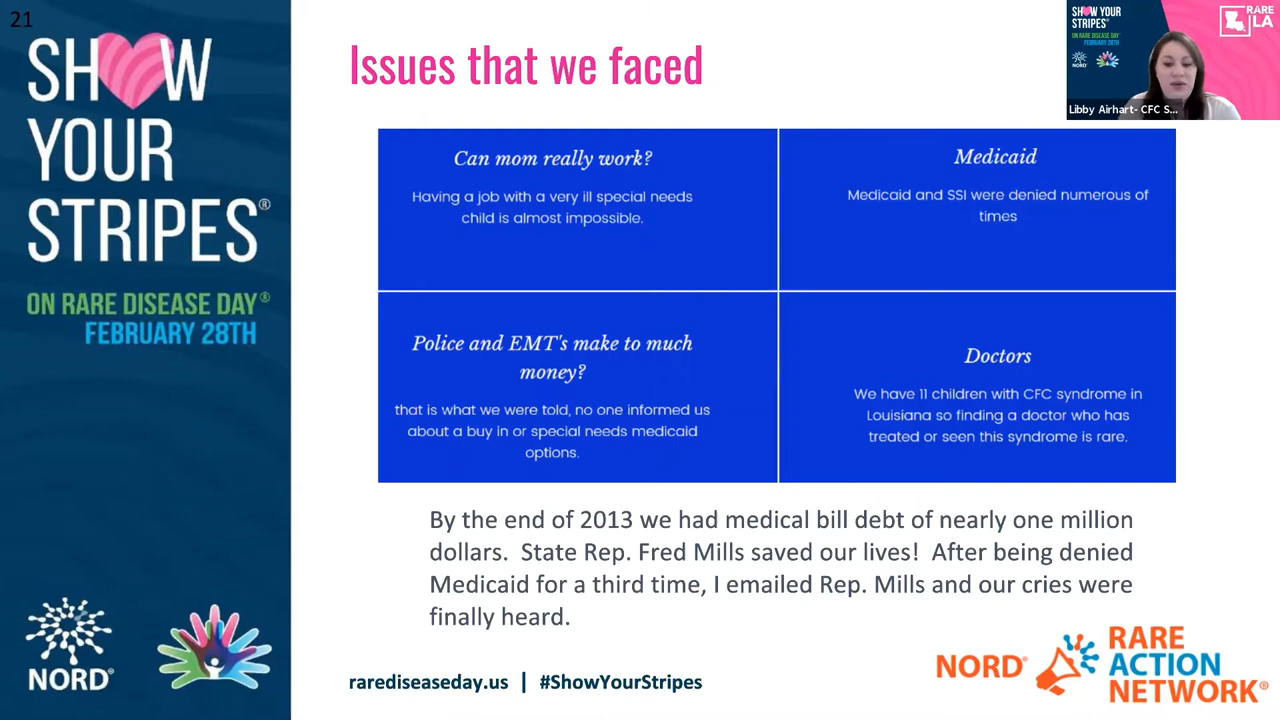 21
SHOW
YOUR
STRIPES®
ON RARE DISEASE DAY®
FEBRUARY 28TH
NORD®
Issues that we faced
Can mom really work?
Having a job with a very ill special needs
child is almost impossible.
Medicaid
Medicaid and SSI were denied numerous of
times
Police and EMT's make to much
money?
that is what we were told, no one informed us
about a buy in or special needs medicaid
options.
Doctors
We have 11 children with CFC syndrome in
Louisiana so finding a doctor who has
treated or seen this syndrome is rare.
By the end of 2013 we had medical bill debt of nearly one million
dollars. State Rep. Fred Mills saved our lives! After being denied
Medicaid for a third time, I emailed Rep. Mills and our cries were
finally heard.
rarediseaseday.us | #ShowYourStripes
NORD®
RARE
ACTION
NETWORK®
SHOW YOUR
STRIPES®
ON RARE DISEASE DAY®
FEBRUARY 28TH
NORD
RARE
LA
Libby Airhart- CFC S...